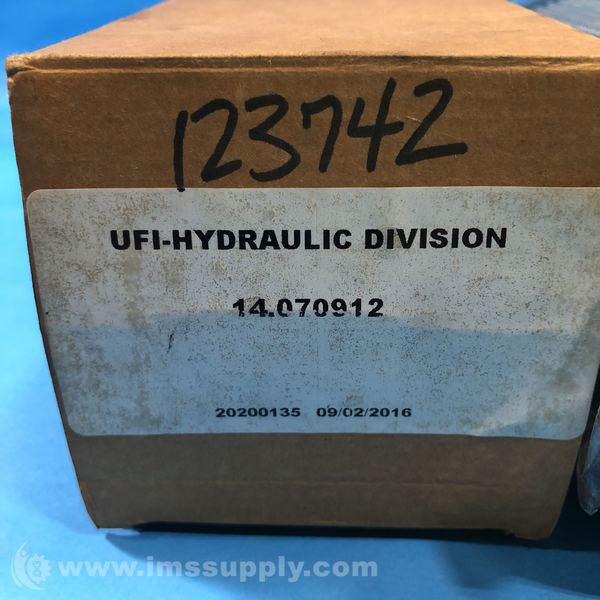 123742
UFI-HYDRAULIC DIVISION
14.070912
20200135 09/02/2016
www.imssupply.com